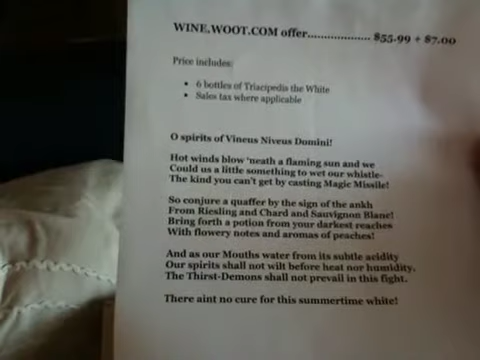 WINE.WOOT.COM offer................... $55.99 + $7.00
Price includes:
• 6 bottles of Triacipedis the White
• Sales tax where applicable
O spirits of Vineus Niveus Domini!
Hot winds blow 'neath a flaming sun and we
Could us a little something to wet our whistle-
The kind you can't get by casting Magic Missile!
So conjure a quaffer by the sign of the ankh
From Riesling and Chard and Sauvignon Blanc!
Bring forth a potion from your darkest reaches
With flowery notes and aromas of peaches!
And as our Mouths water from its subtle acidity
Our spirits shall not wilt before heat nor humidity.
The Thirst-Demons shall not prevail in this fight.
There aint no cure for this summertime white!